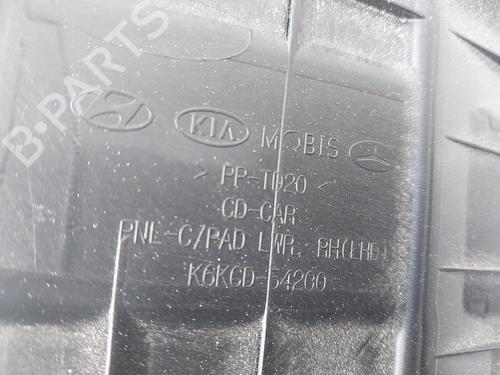 B-PARTS
KIA MOBIS
> PP-TD20 <
CD-CAR
PNL-C/PAD LWR, RH(LHD)
K6KCD-54200